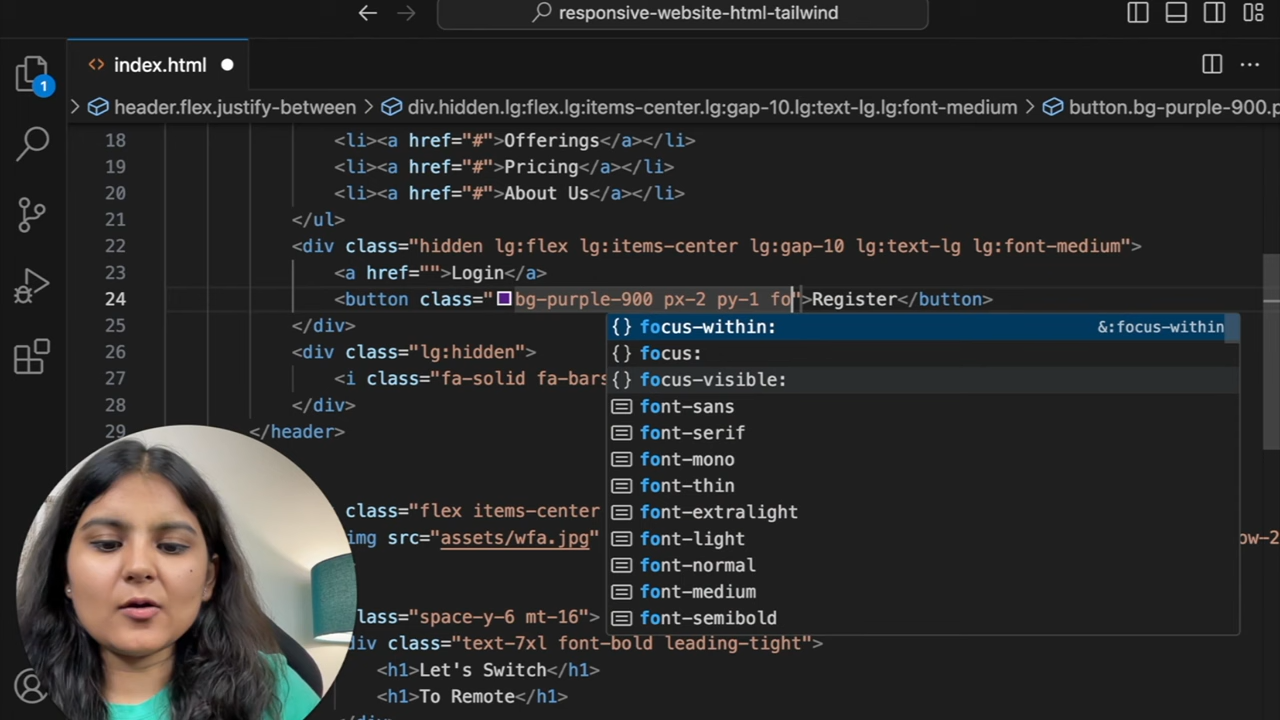 responsive-website-html-tailwind
index.html
1
header.flex.justify-between > div.hidden.lg:flex.lg:items-center.lg:gap-10.lg:text-lg.lg:font-medium > button.bg-purple-900.p
18 <li><a href="#">Offerings</a></li>
19 <li><a href="#">Pricing</a></li>
20 <li><a href="#">About Us</a></li>
21 </ul>
22 <div class="hidden lg:flex lg:items-center lg:gap-10 lg:text-lg lg:font-medium">
23 <a href="">Login</a>
24 <button class="bg-purple-900 px-2 py-1 fo">Register</button>
25 </div>
focus-within: &:focus-within
26 <div class="lg:hidden">
focus:
27 <i class="fa-solid fa-bars
focus-visible:
28 </div>
font-sans
29 </header>
font-serif
font-mono
font-thin
class="flex items-center
font-extralight
img src="assets/wfa.jpg"
font-light
ow-2
font-normal
font-medium
lass="space-y-6 mt-16">
font-semibold
div class="text-7xl font-bold leading-tight">
<h1>Let's Switch</h1>
<h1>To Remote</h1>